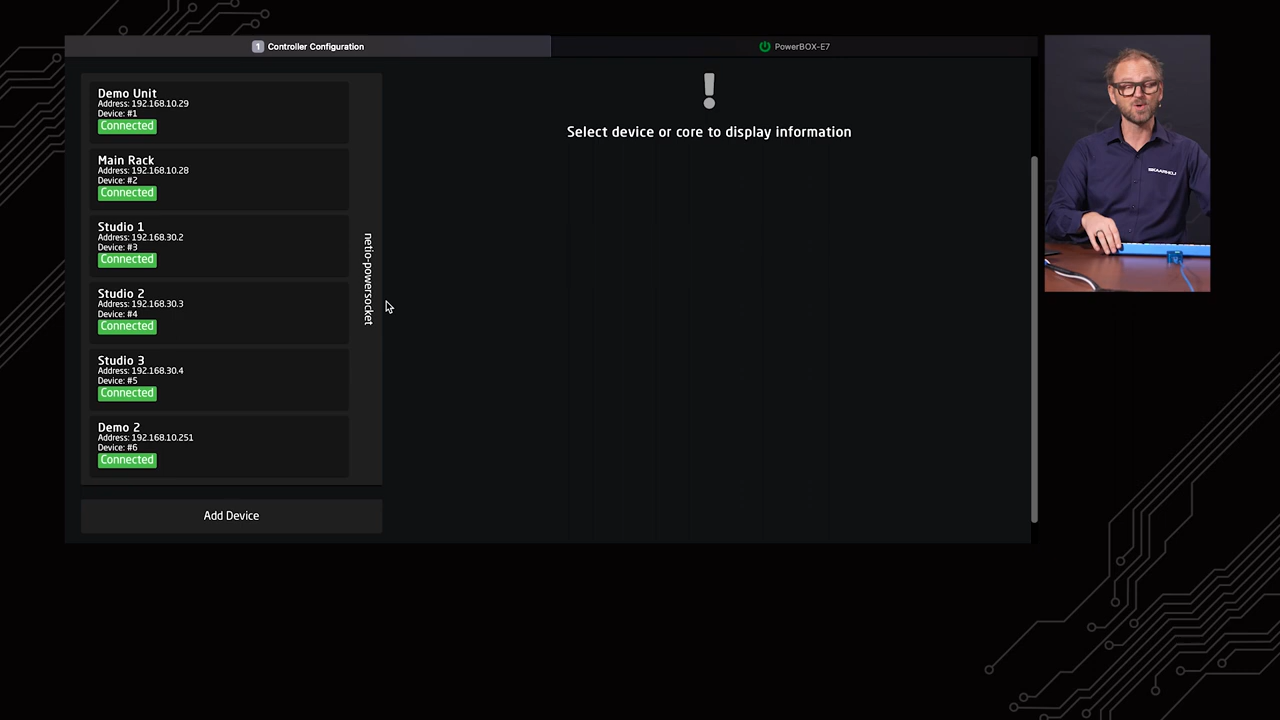 1 Controller Configuration
PowerBOX-E7
Demo Unit
Address: 192.168.10.29
Device: #1
Connected
Main Rack
Address: 192.168.10.28
Device: #2
Connected
Studio 1
Address: 192.168.30.2
Device: #3
Connected
Studio 2
Address: 192.168.30.3
Device: #4
Connected
Studio 3
Address: 192.168.30.4
Device: #5
Connected
Demo 2
Address: 192.168.10.251
Device: #6
Connected
netio-powersocket
Add Device
Select device or core to display information
SKAARHOJ